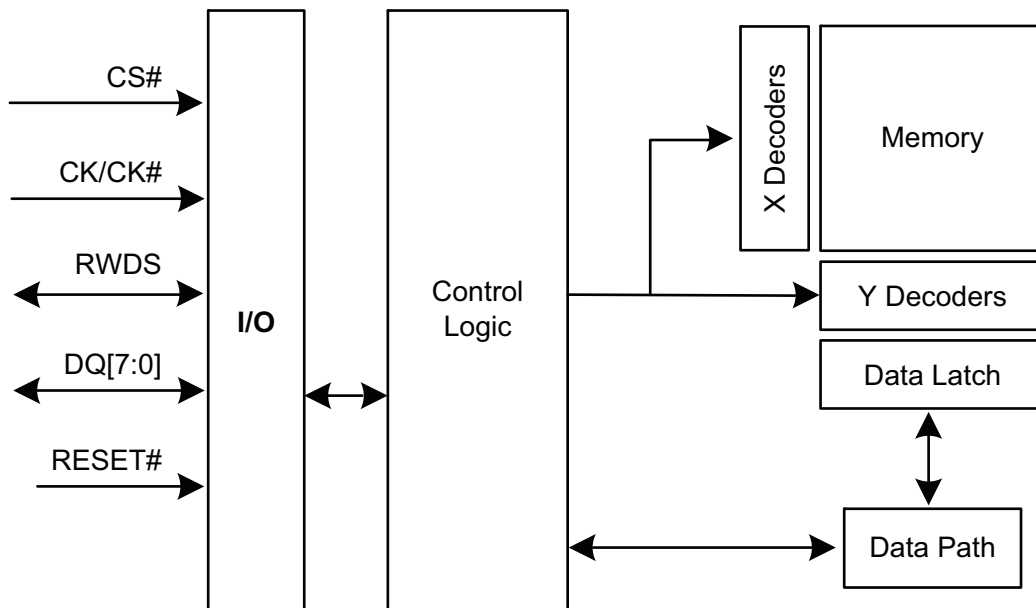 CS#
CK/CK#
RWDS
DQ[7:0]
RESET#
I/O
Control
Logic
X Decoders
Memory
Y Decoders
Data Latch
Data Path